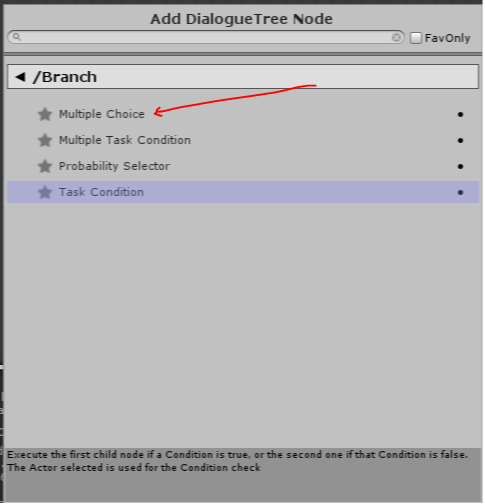 Add DialogueTree Node
FavOnly
/Branch
Multiple Choice
Multiple Task Condition
Probability Selector
Task Condition
Execute the first child node if a Condition is true, or the second one if that Condition is false.
The Actor selected is used for the Condition check